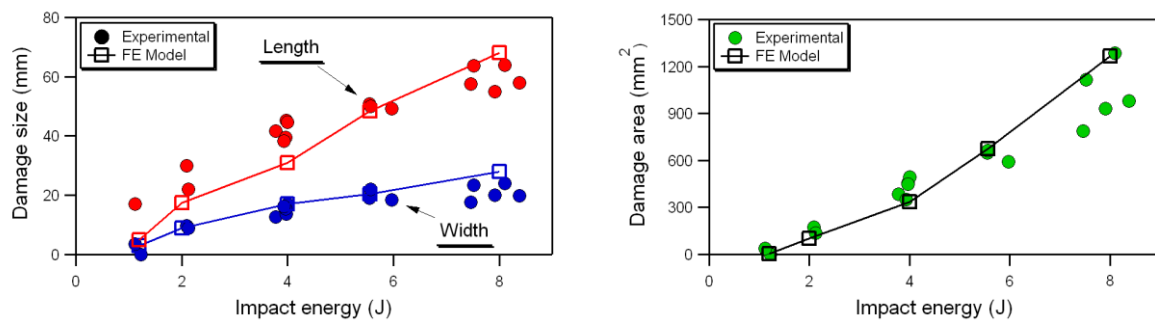 80
60
40
20
0
Damage size (mm)
Experimental
FE Model
Length
Width
0
2
4
6
8
Impact energy (J)
1500
1200
900
600
300
0
Damage area (mm²)
Experimental
FE Model
0
2
4
6
8
Impact energy (J)